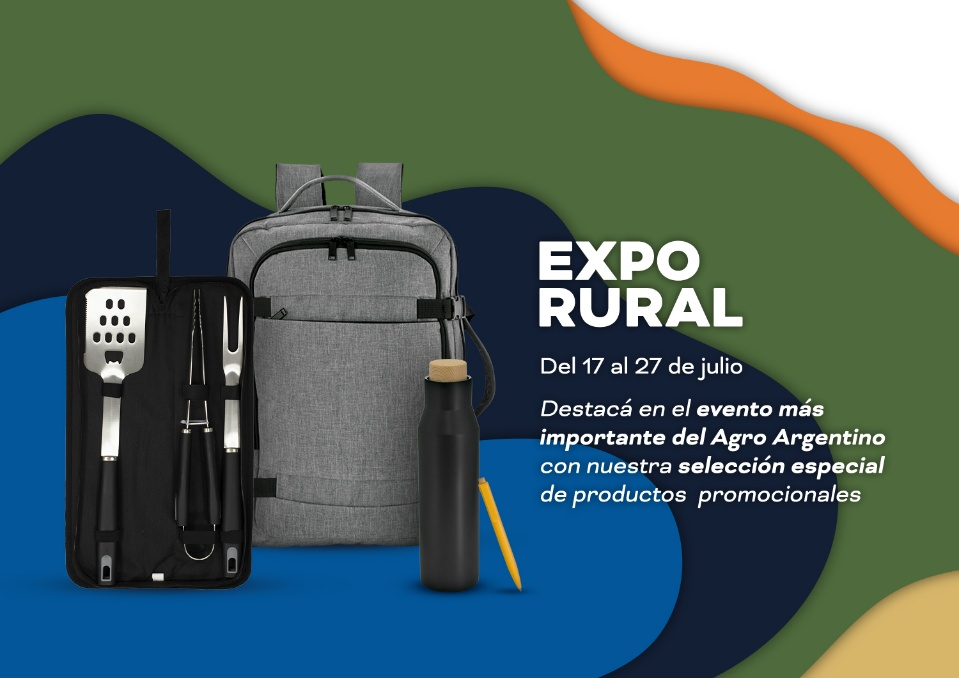 EXPO
RURAL
Del 17 al 27 de julio
Destacá en el evento más
importante del Agro Argentino
con nuestra selección especial
de productos promocionales